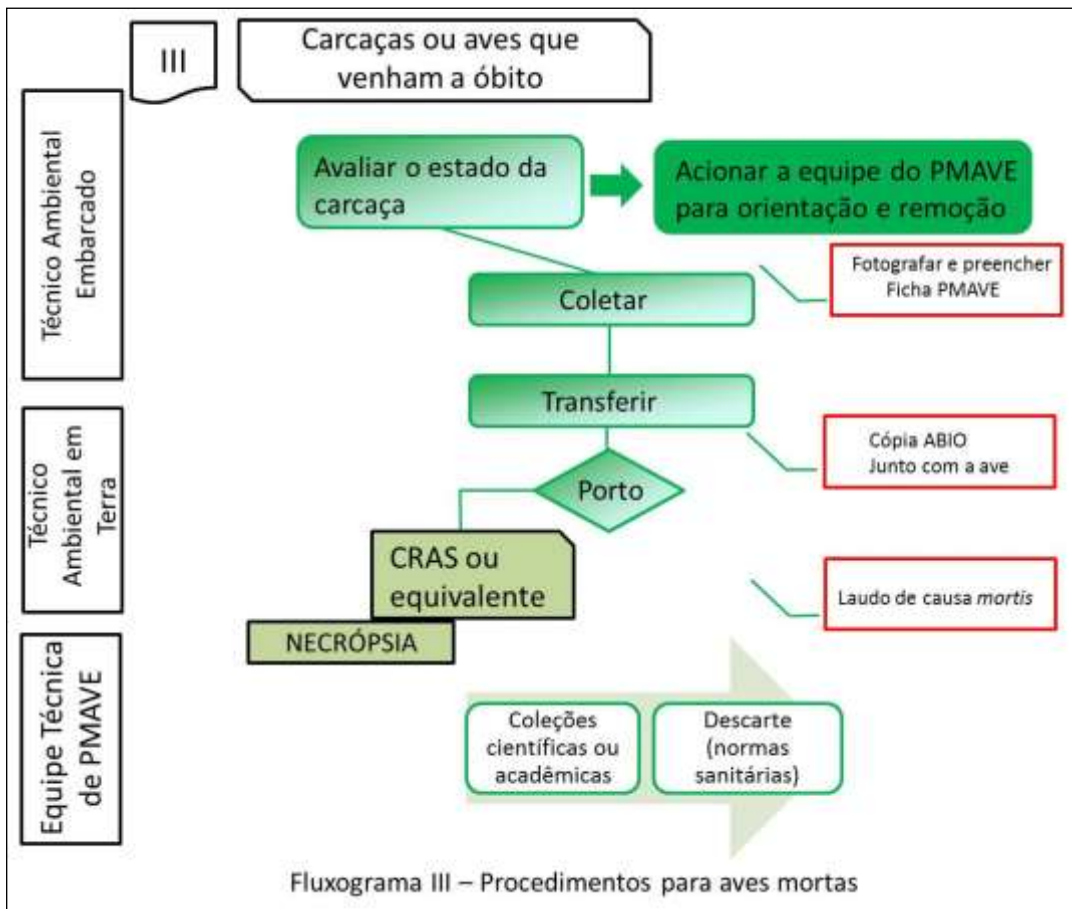 III
Carcaças ou aves que
venham a óbito
Técnico Ambiental
Embarcado
Avaliar o estado da
carcaça
Acionar a equipe do PMAVE
para orientação e remoção
Fotografar e preencher
Ficha PMAVE
Coletar
Transferir
Técnico
Ambiental em
Terra
Cópia ABIO
Junto com a ave
Porto
CRAS ou
equivalente
Laudo de causa mortis
NECRÓPSIA
Equipe Técnica
de PMAVE
Coleções
científicas ou
acadêmicas
Descarte
(normas
sanitárias)
Fluxograma III – Procedimentos para aves mortas